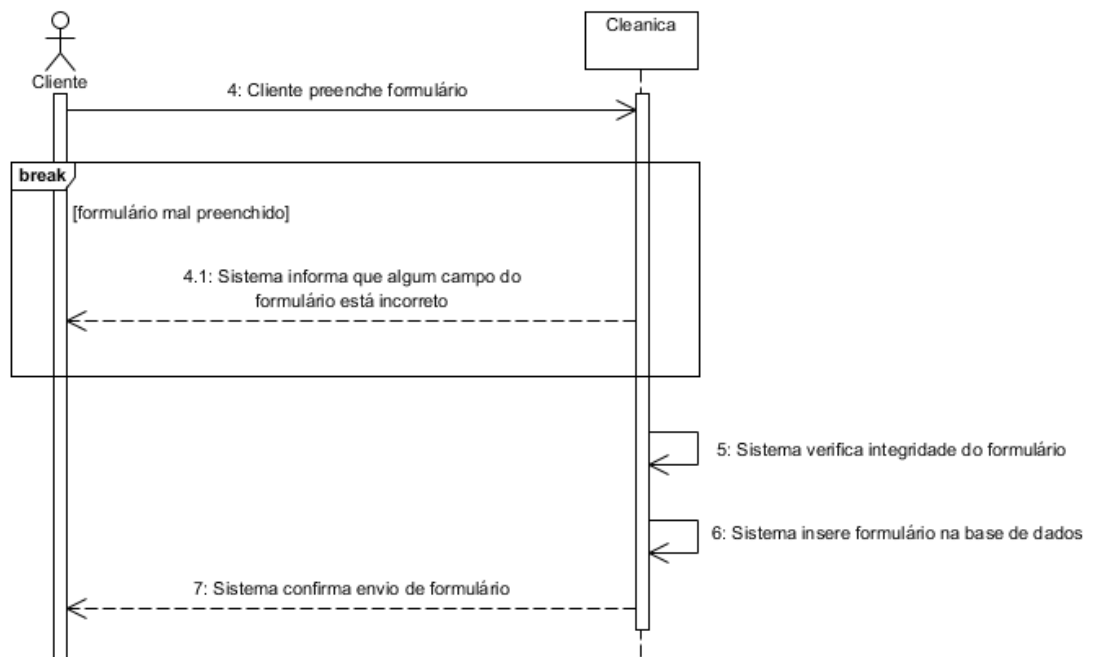 Cleanica
Cliente
4: Cliente preenche formulário
break
[formulário mal preenchido]
4.1: Sistema informa que algum campo do
formulário está incorreto
5: Sistema verifica integridade do formulário
6: Sistema insere formulário na base de dados
7: Sistema confirma envio de formulário